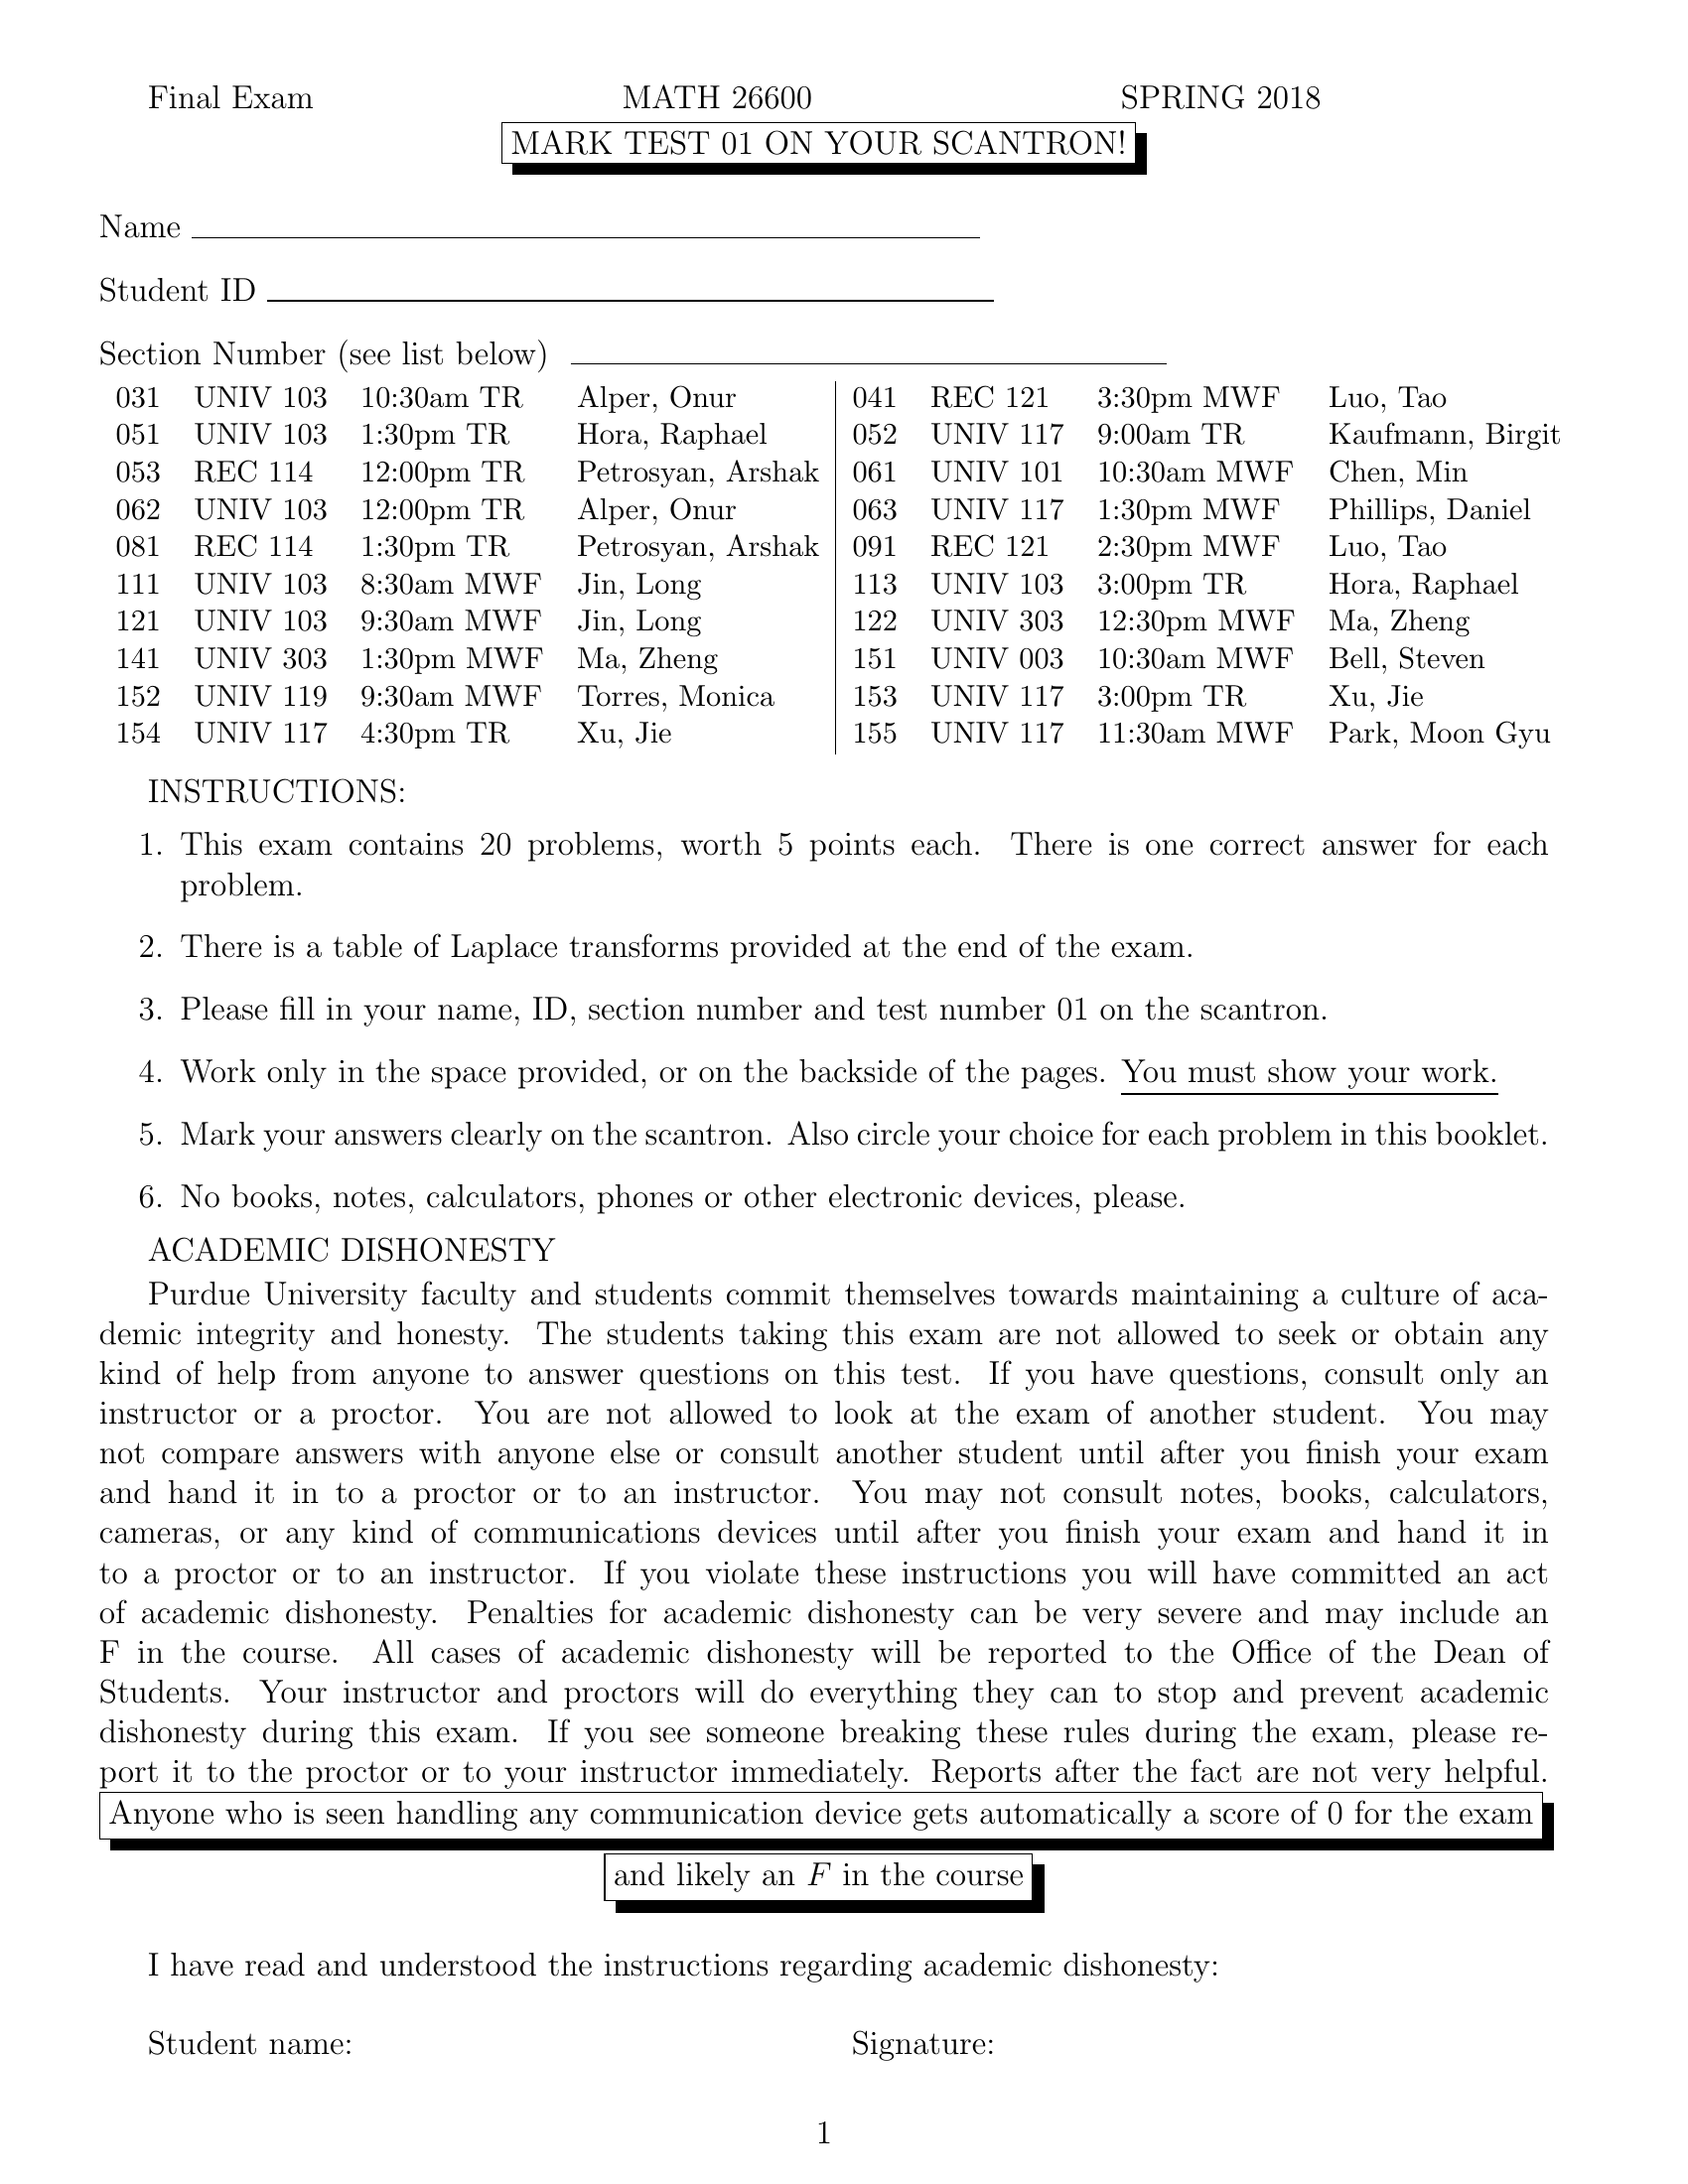 Final Exam MATH 26600 SPRING 2018
MARK TEST 01 ON YOUR SCANTRON!
Name
Student ID
Section Number (see list below)
031 UNIV 103 10:30am TR Alper, Onur 041 REC 121 3:30pm MWF Luo, Tao
051 UNIV 103 1:30pm TR Hora, Raphael 052 UNIV 117 9:00am TR Kaufmann, Birgit
053 REC 114 12:00pm TR Petrosyan, Arshak 061 UNIV 101 10:30am MWF Chen, Min
062 UNIV 103 12:00pm TR Alper, Onur 063 UNIV 117 1:30pm MWF Phillips, Daniel
081 REC 114 1:30pm TR Petrosyan, Arshak 091 REC 121 2:30pm MWF Luo, Tao
111 UNIV 103 8:30am MWF Jin, Long 113 UNIV 103 3:00pm TR Hora, Raphael
121 UNIV 103 9:30am MWF Jin, Long 122 UNIV 303 12:30pm MWF Ma, Zheng
141 UNIV 303 1:30pm MWF Ma, Zheng 151 UNIV 003 10:30am MWF Bell, Steven
152 UNIV 119 9:30am MWF Torres, Monica 153 UNIV 117 3:00pm TR Xu, Jie
154 UNIV 117 4:30pm TR Xu, Jie 155 UNIV 117 11:30am MWF Park, Moon Gyu
INSTRUCTIONS:
1. This exam contains 20 problems, worth 5 points each. There is one correct answer for each
problem.
2. There is a table of Laplace transforms provided at the end of the exam.
3. Please fill in your name, ID, section number and test number 01 on the scantron.
4. Work only in the space provided, or on the backside of the pages. You must show your work.
5. Mark your answers clearly on the scantron. Also circle your choice for each problem in this booklet.
6. No books, notes, calculators, phones or other electronic devices, please.
ACADEMIC DISHONESTY
Purdue University faculty and students commit themselves towards maintaining a culture of aca-
demic integrity and honesty. The students taking this exam are not allowed to seek or obtain any
kind of help from anyone to answer questions on this test. If you have questions, consult only an
instructor or a proctor. You are not allowed to look at the exam of another student. You may
not compare answers with anyone else or consult another student until after you finish your exam
and hand it in to a proctor or to an instructor. You may not consult notes, books, calculators,
cameras, or any kind of communications devices until after you finish your exam and hand it in
to a proctor or to an instructor. If you violate these instructions you will have committed an act
of academic dishonesty. Penalties for academic dishonesty can be very severe and may include an
F in the course. All cases of academic dishonesty will be reported to the Office of the Dean of
Students. Your instructor and proctors will do everything they can to stop and prevent academic
dishonesty during this exam. If you see someone breaking these rules during the exam, please re-
port it to the proctor or to your instructor immediately. Reports after the fact are not very helpful.
Anyone who is seen handling any communication device gets automatically a score of 0 for the exam
and likely an F in the course
I have read and understood the instructions regarding academic dishonesty:
Student name: Signature:
1